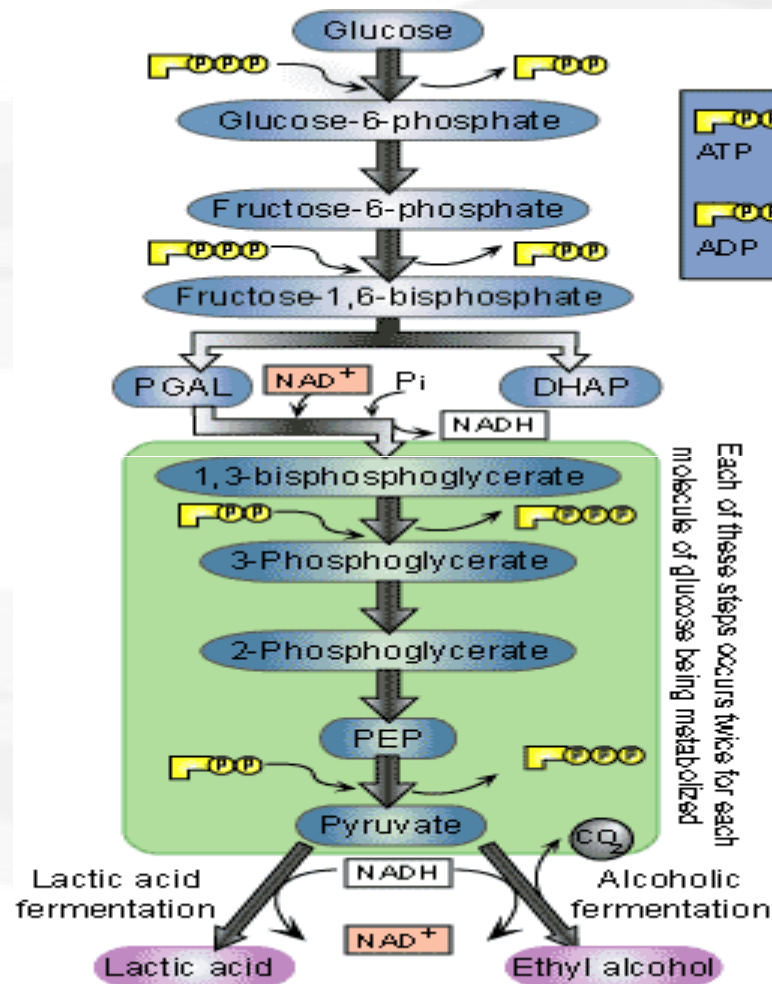 Glucose
P P P
P P
Glucose-6-phosphate
P P
ATP
Fructose-6-phosphate
P P
ADP
P P P
P P
Fructose-1,6-bisphosphate
PGAL
NAD+
Pi
DHAP
NADH
1,3-bisphosphoglycerate
P P
P P P
3-Phosphoglycerate
2-Phosphoglycerate
PEP
P P
P P P
Pyruvate
CO2
Each of these steps occurs twice for each
molecule of glucose being metabolized
Lactic acid
fermentation
NADH
Alcoholic
fermentation
NAD+
Lactic acid
Ethyl alcohol